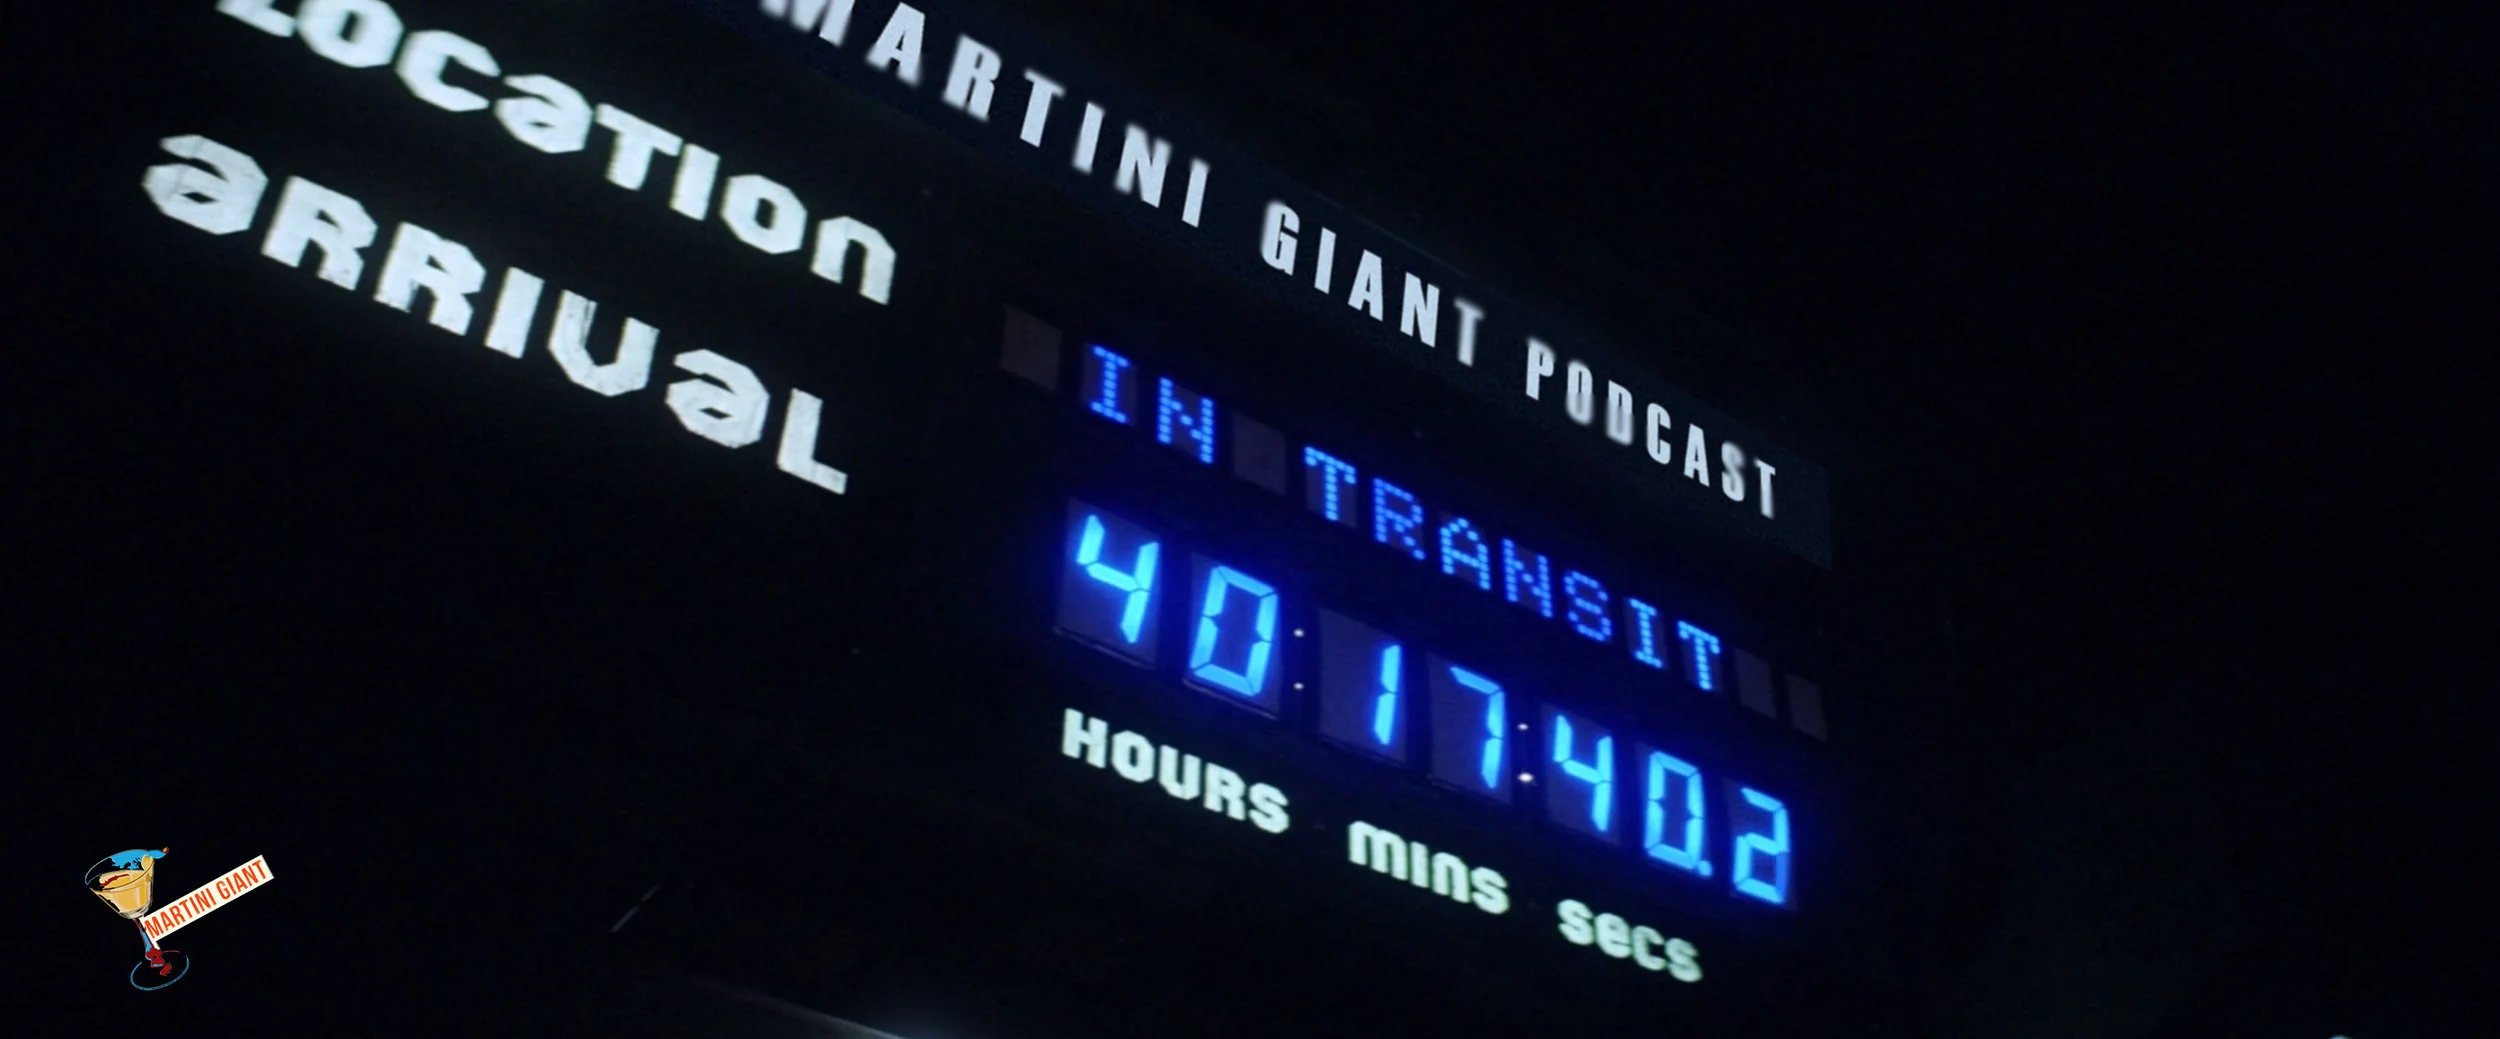 MARTINI GIANT PODCAST
LOCATION
IN TRANSIT
ARRIVAL
40:17:40.2
HOURS MINS SECS
MARTINI GIANT